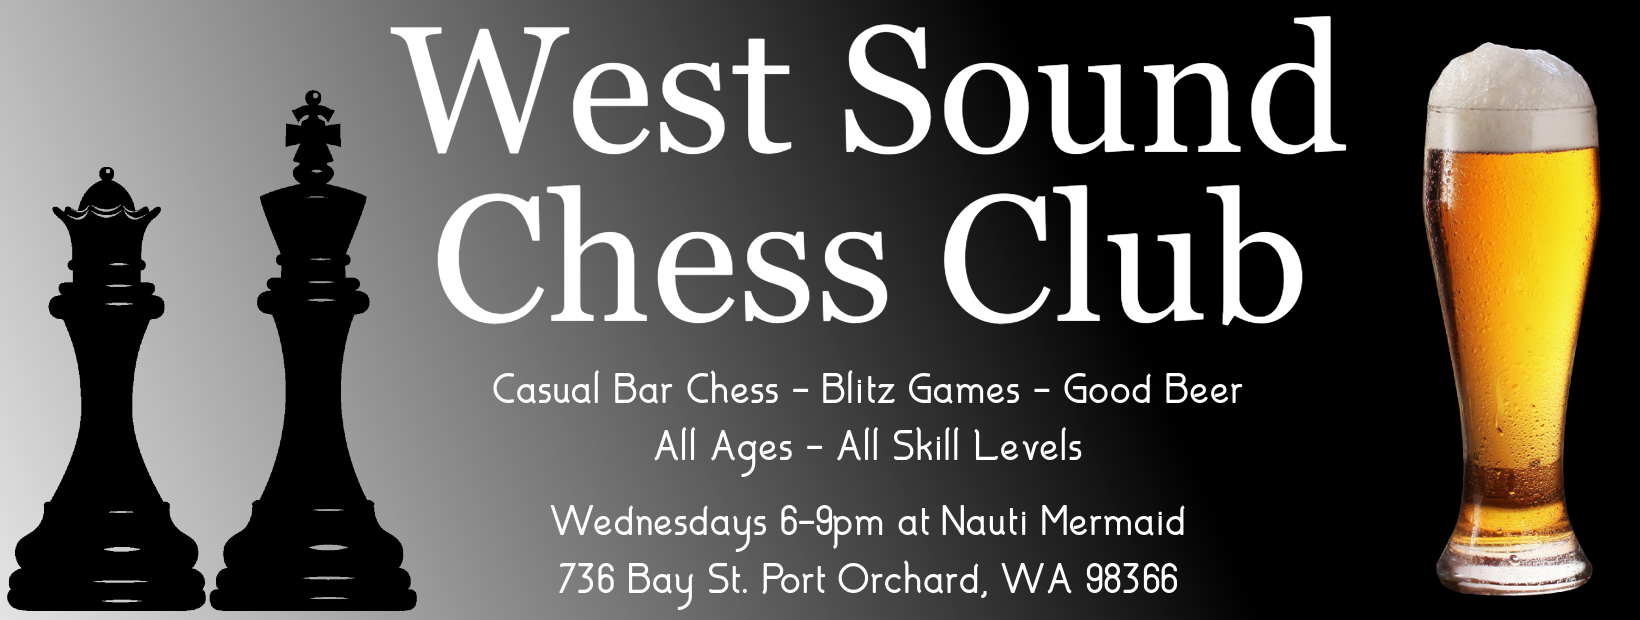 West Sound
Chess Club
Casual Bar Chess - Blitz Games - Good Beer
All Ages - All Skill Levels
Wednesdays 6-9pm at Nauti Mermaid
736 Bay St. Port Orchard, WA 98366